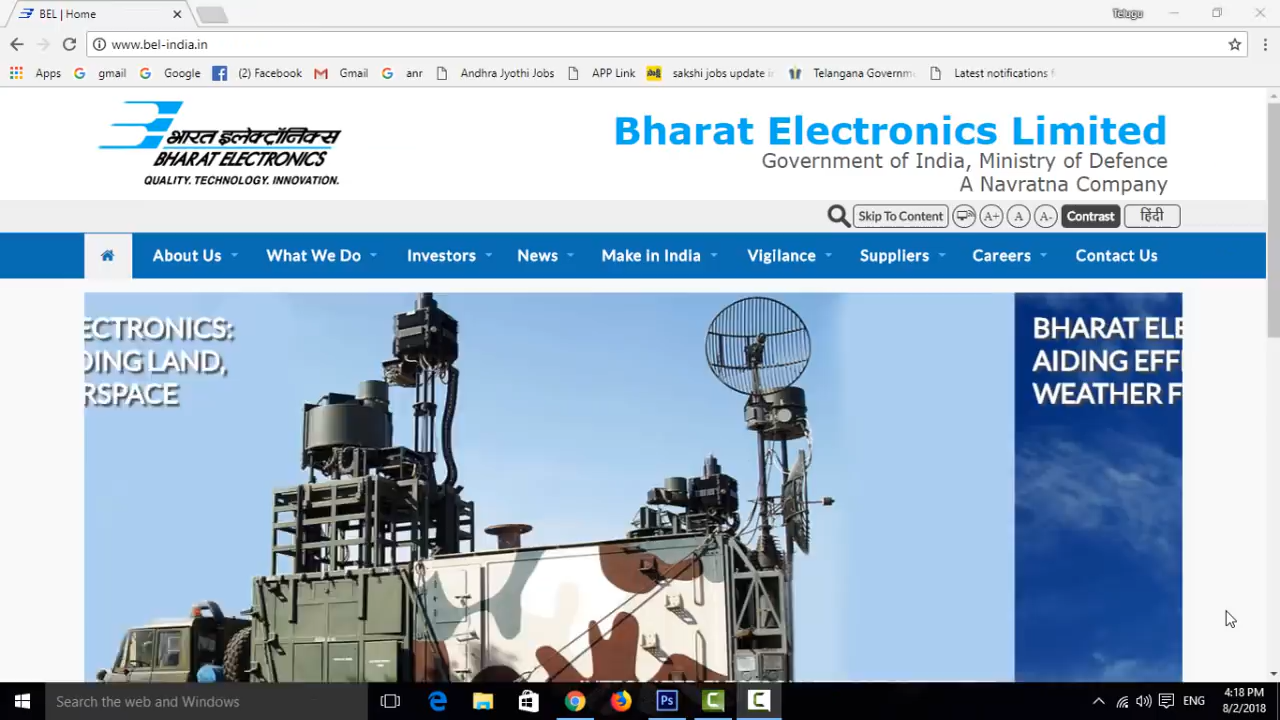 BEL | Home
Telugu
www.bel-india.in
Apps gmail Google (2) Facebook Gmail anr Andhra Jyothi Jobs APP Link sakshi jobs update in Telangana Governm Latest notifications f
भारत इलेक्ट्रॉनिक्स
BHARAT ELECTRONICS
QUALITY. TECHNOLOGY. INNOVATION.
Bharat Electronics Limited
Government of India, Ministry of Defence
A Navratna Company
Skip To Content A+ A A- Contrast हिंदी
About Us What We Do Investors News Make in India Vigilance Suppliers Careers Contact Us
ECTRONICS:
DING LAND,
RSPACE
BHARAT ELE
AIDING EFF
WEATHER F
Search the web and Windows
Ps
ENG
4:18 PM
8/2/2018